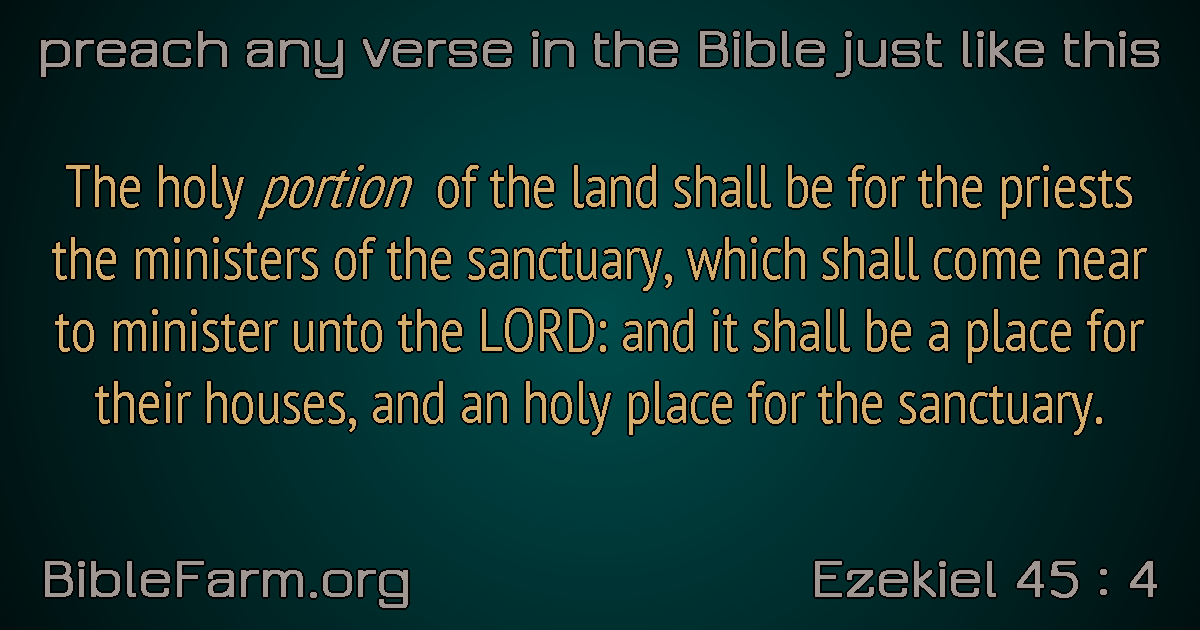 preach any verse in the Bible just like this
The holy portion of the land shall be for the priests
the ministers of the sanctuary, which shall come near
to minister unto the LORD: and it shall be a place for
their houses, and an holy place for the sanctuary.
BibleFarm.org
Ezekiel 45 : 4